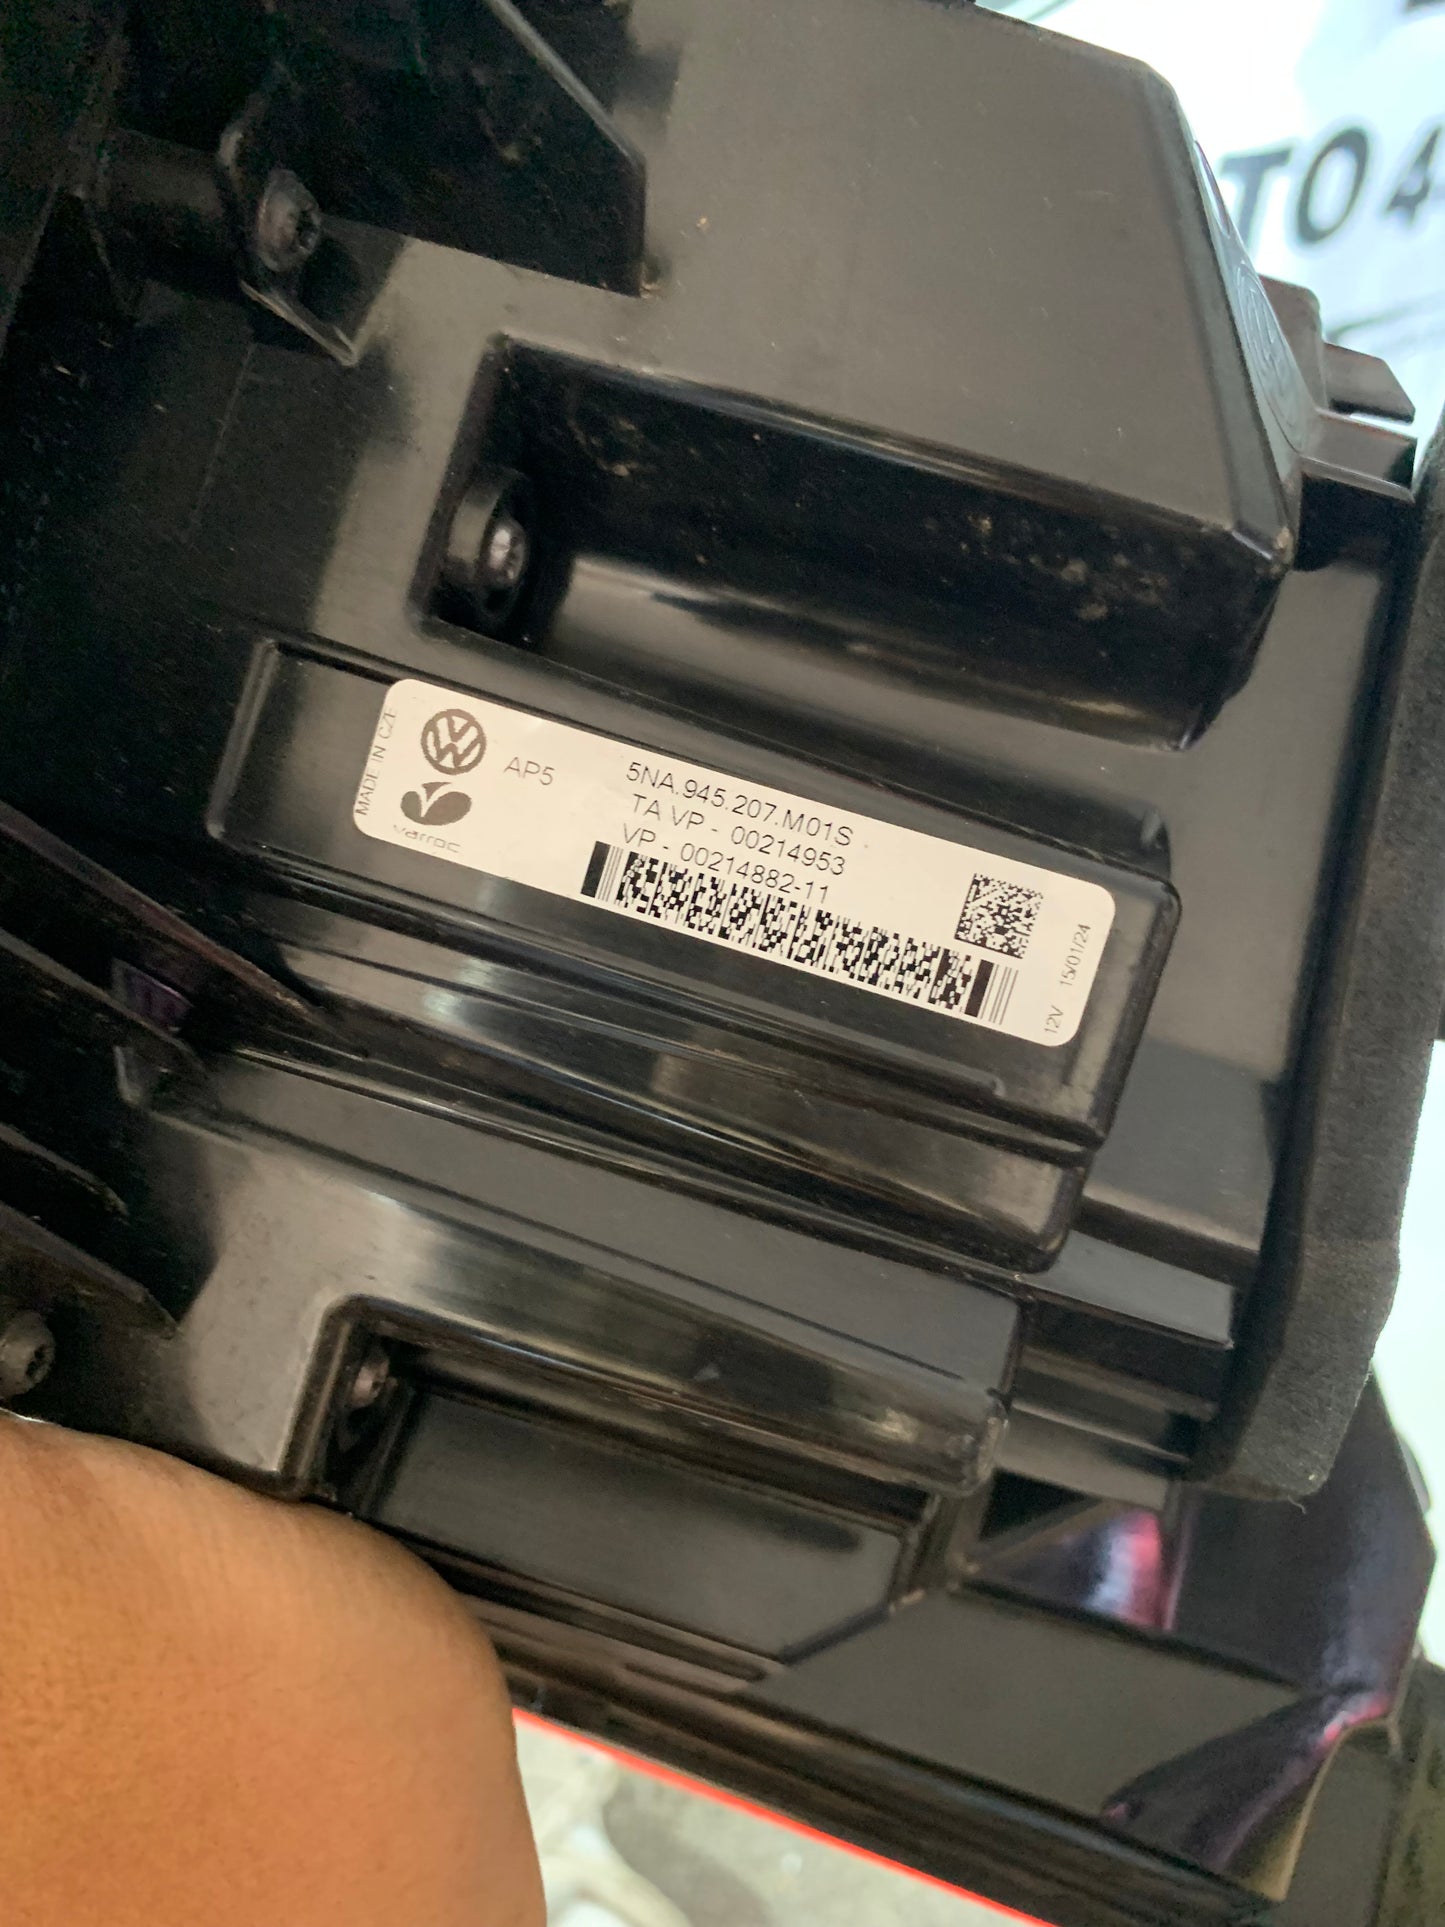 TO4
MADE IN CZE
AP5
5NA.945.207.M01S
TA VP - 00214953
VP - 00214882-11
varroc
12V 15/01/24